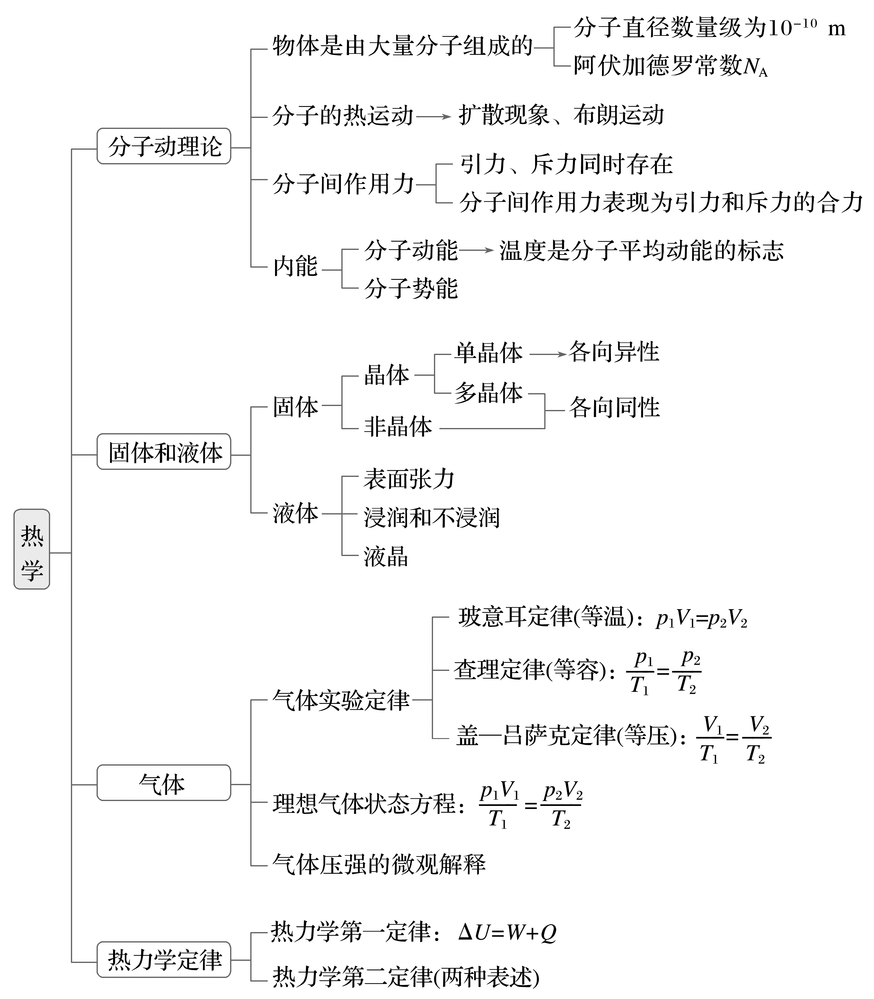 热学
分子动理论
物体是由大量分子组成的
分子直径数量级为10⁻¹⁰ m
阿伏加德罗常数N_A
分子的热运动
扩散现象、布朗运动
分子间作用力
引力、斥力同时存在
分子间作用力表现为引力和斥力的合力
内能
分子动能
温度是分子平均动能的标志
分子势能
固体和液体
固体
晶体
单晶体
各向异性
多晶体
非晶体
各向同性
液体
表面张力
浸润和不浸润
液晶
气体
气体实验定律
玻意耳定律(等温)：p₁V₁=p₂V₂
查理定律(等容)：p₁/T₁=p₂/T₂
盖—吕萨克定律(等压)：V₁/T₁=V₂/T₂
理想气体状态方程：p₁V₁/T₁=p₂V₂/T₂
气体压强的微观解释
热力学定律
热力学第一定律：ΔU=W+Q
热力学第二定律(两种表述)